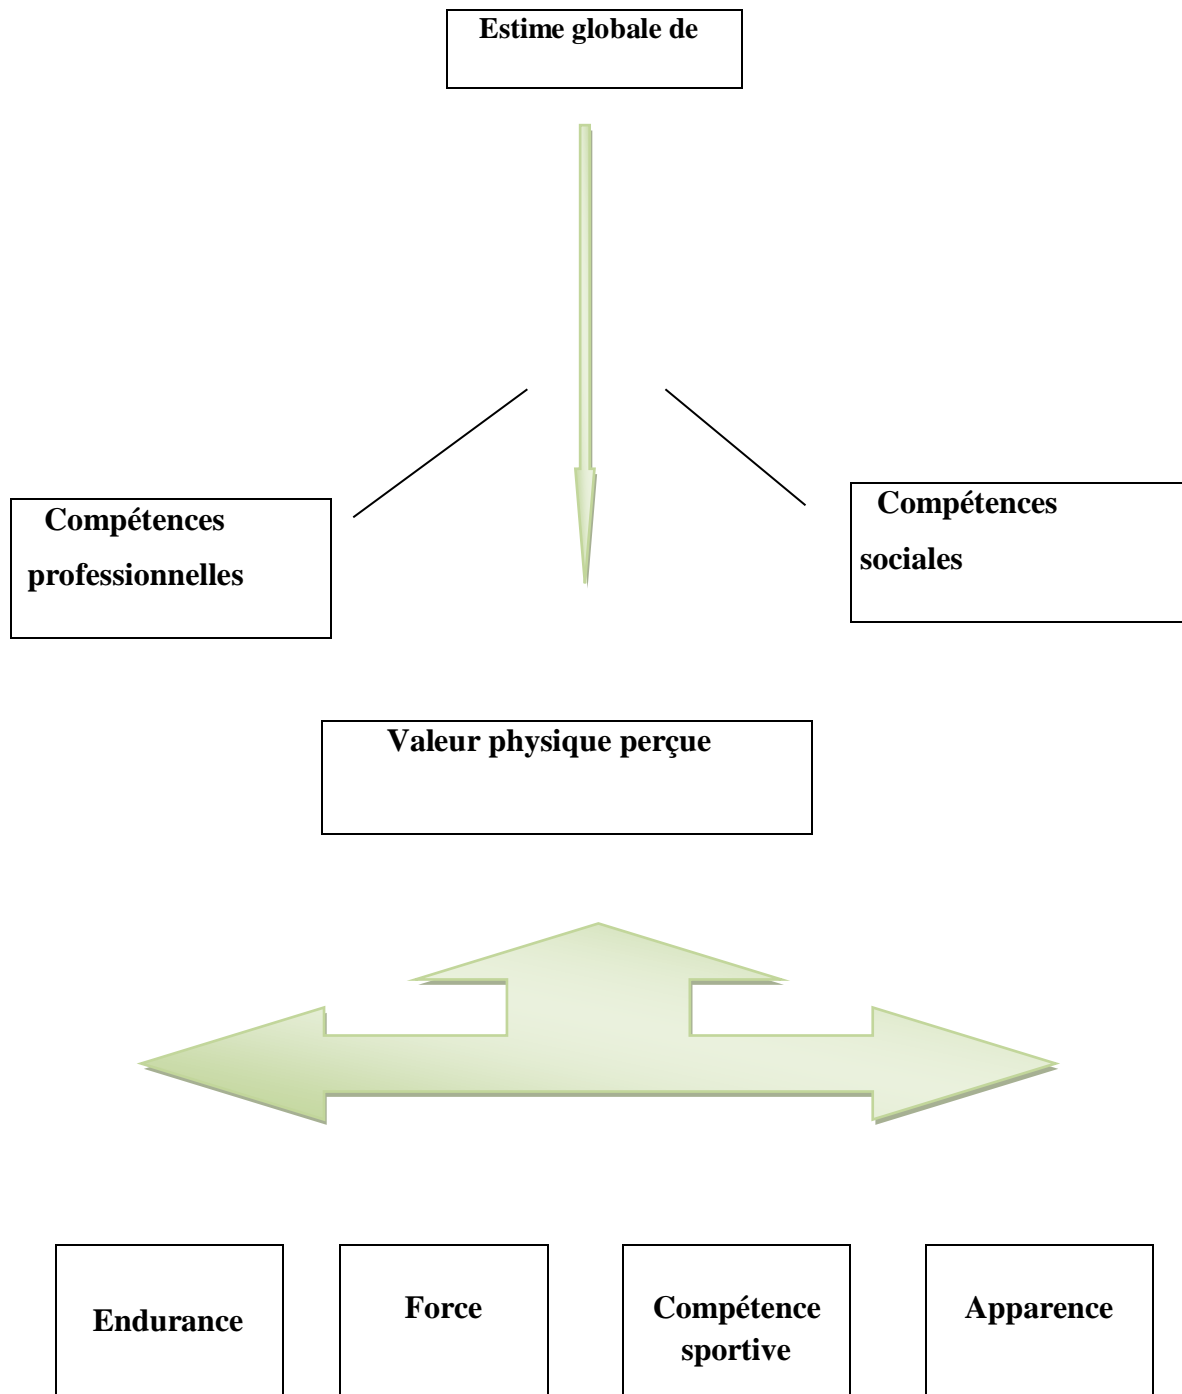 Estime globale de
Compétences
professionnelles
Compétences
sociales
Valeur physique perçue
Endurance
Force
Compétence
sportive
Apparence